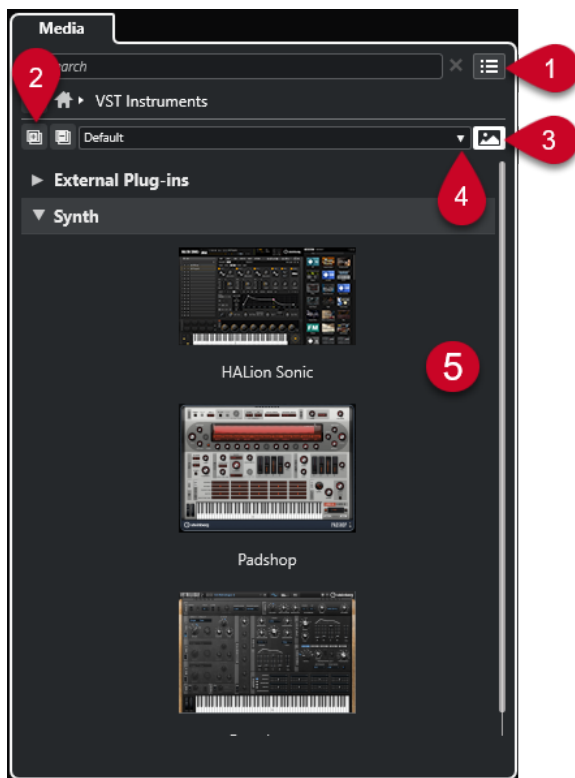 Media
1
2
earch
VST Instruments
Default
3
4
External Plug-ins
Synth
5
HALion Sonic
Padshop